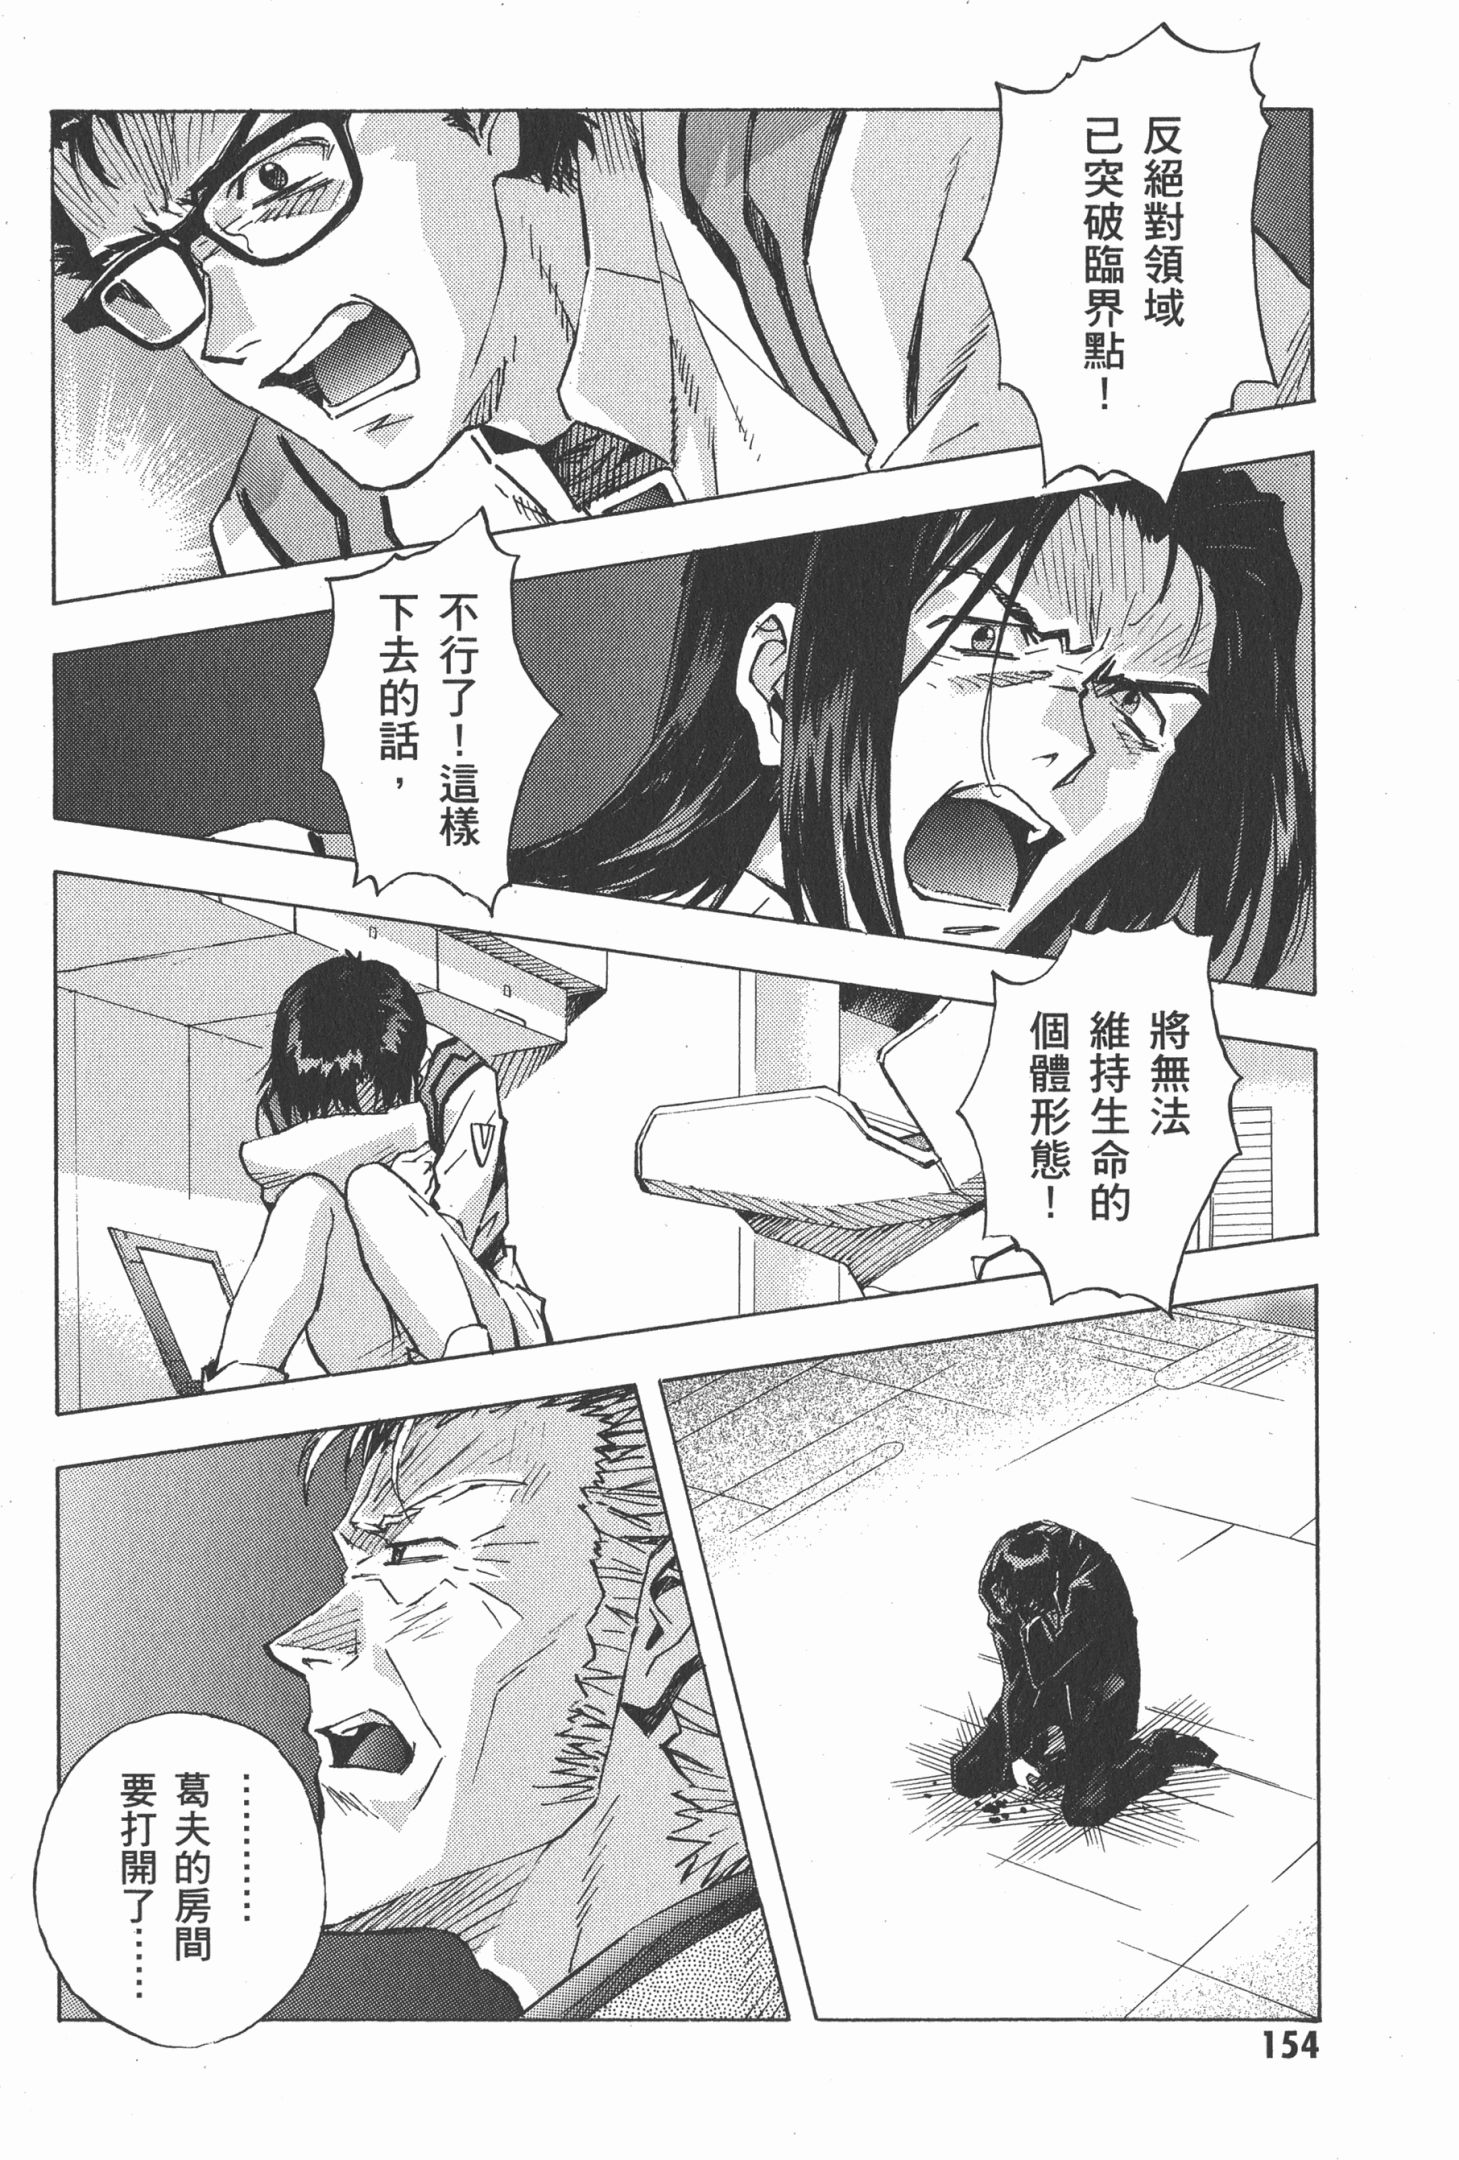 反絕對領域
已突破臨界點！
不行了！這樣
下去的話，
將無法
維持生命的
個體形態！
…………
葛夫的房間
要打開了……
154